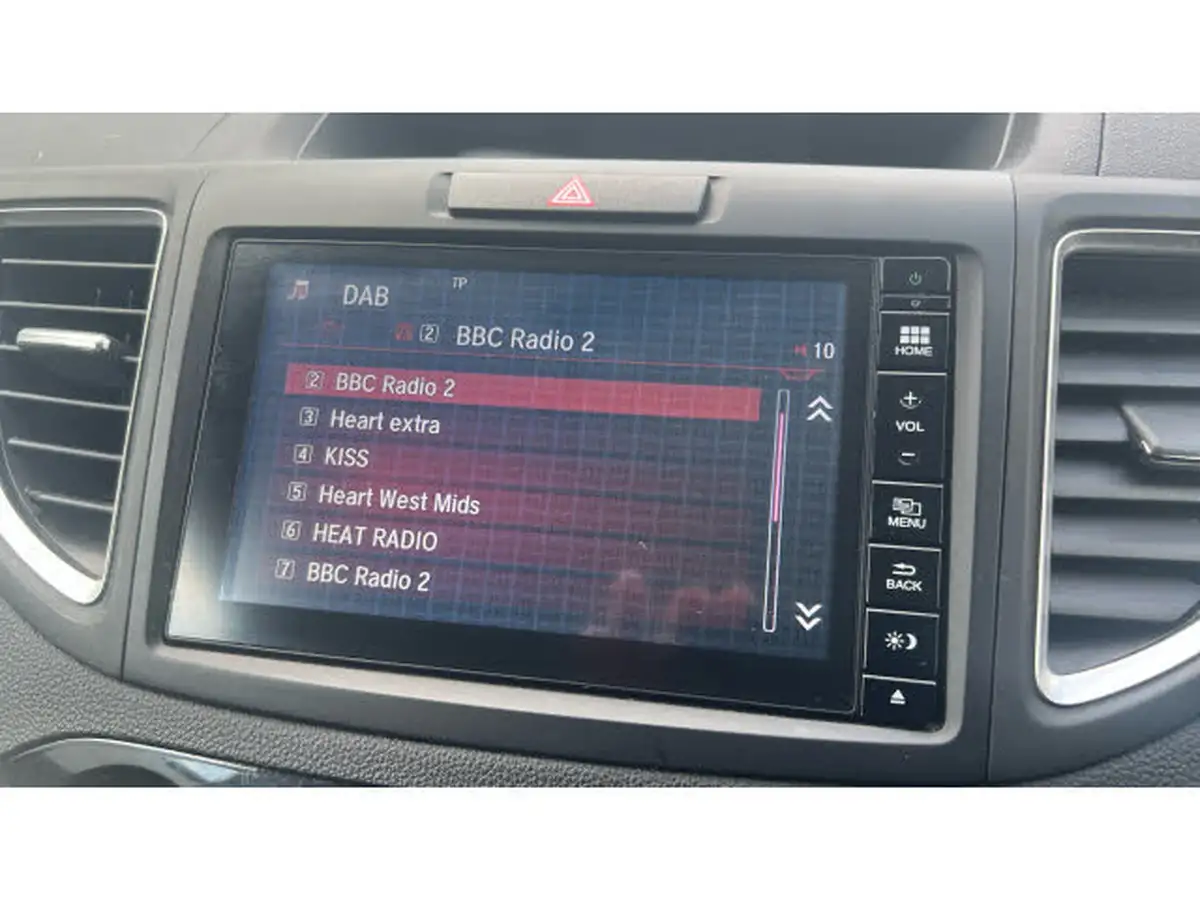 DAB TP
2 BBC Radio 2
10
2 BBC Radio 2
3 Heart extra
4 KISS
5 Heart West Mids
6 HEAT RADIO
7 BBC Radio 2
HOME
+
VOL
-
MENU
BACK